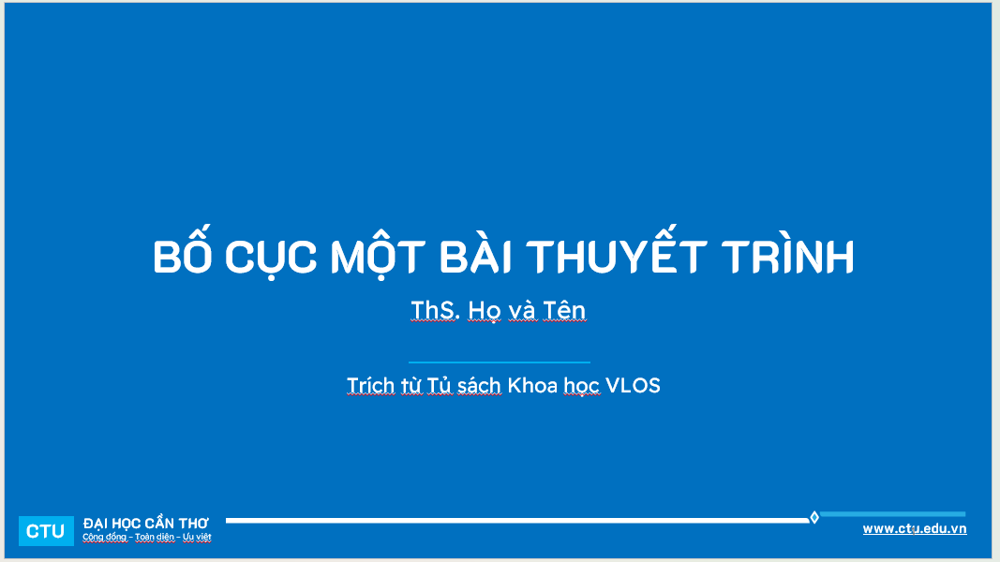 BỐ CỤC MỘT BÀI THUYẾT TRÌNH
ThS. Họ và Tên
Trích từ Tủ sách Khoa học VLOS
CTU
ĐẠI HỌC CẦN THƠ
Cộng đồng – Toàn diện – Ưu việt
www.ctu.edu.vn